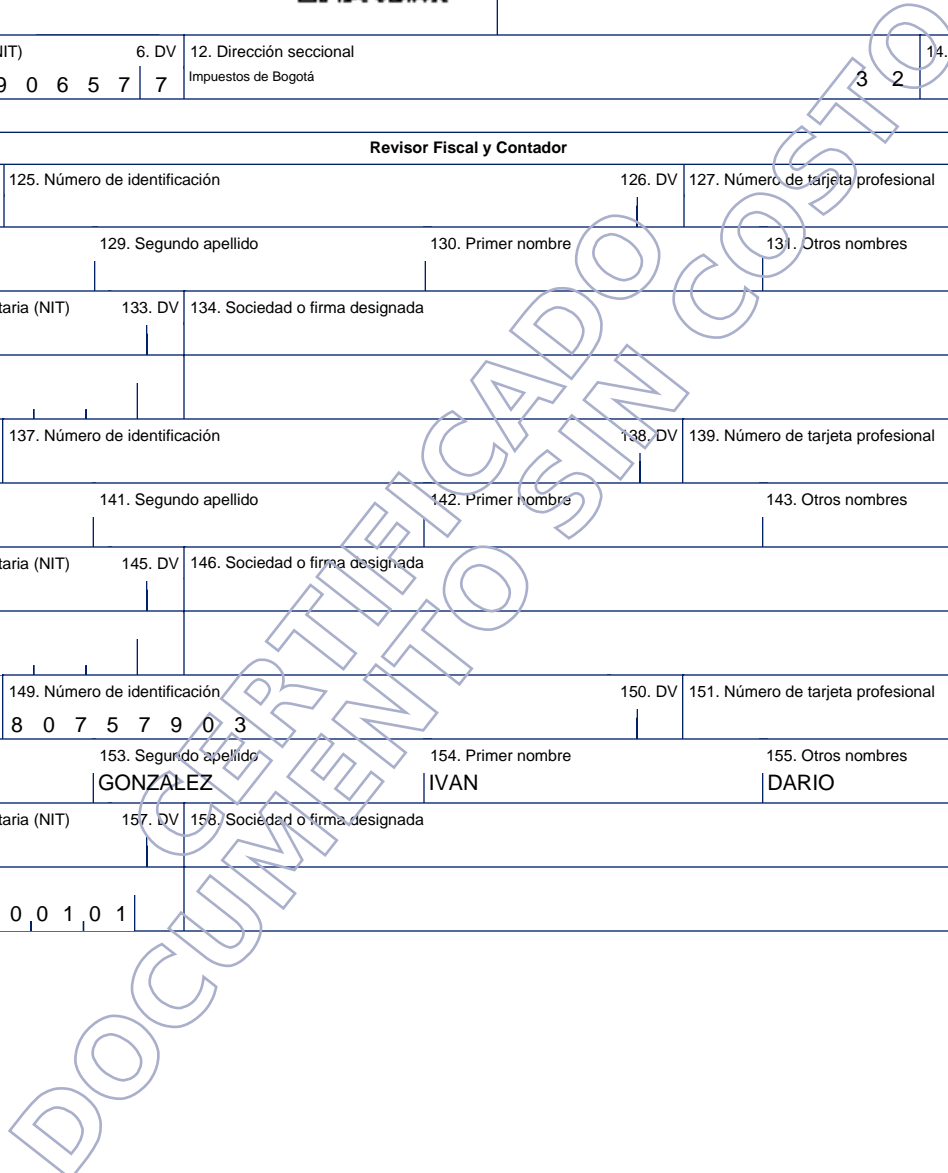 IT) 6. DV 12. Dirección seccional 14.
9 0 6 5 7 7 Impuestos de Bogotá 3 2
Revisor Fiscal y Contador
125. Número de identificación 126. DV 127. Número de tarjeta profesional
129. Segundo apellido 130. Primer nombre 131. Otros nombres
taria (NIT) 133. DV 134. Sociedad o firma designada
137. Número de identificación 138. DV 139. Número de tarjeta profesional
141. Segundo apellido 142. Primer nombre 143. Otros nombres
taria (NIT) 145. DV 146. Sociedad o firma designada
149. Número de identificación 150. DV 151. Número de tarjeta profesional
8 0 7 5 7 9 0 3
153. Segundo apellido 154. Primer nombre 155. Otros nombres
GONZALEZ IVAN DARIO
taria (NIT) 157. DV 158. Sociedad o firma designada
0 0 1 0 1
CERTIFICADO
DOCUMENTO SIN COSTO